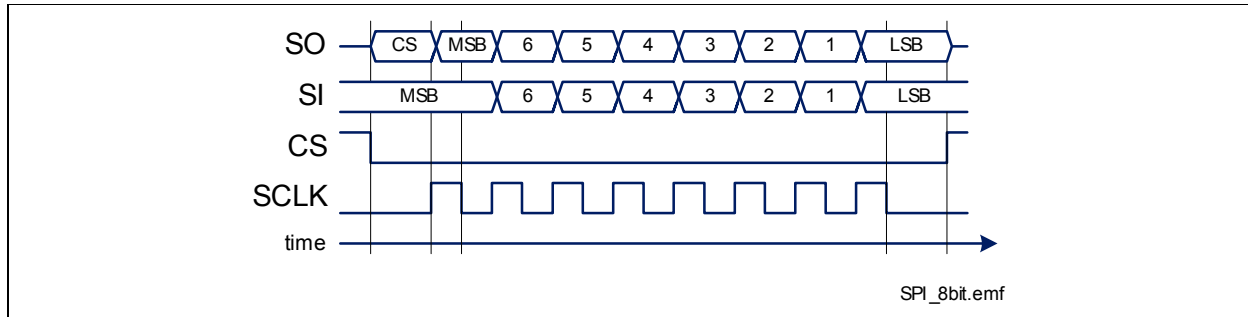 SO CS MSB 6 5 4 3 2 1 LSB
SI MSB 6 5 4 3 2 1 LSB
CS
SCLK
time
SPI_8bit.emf